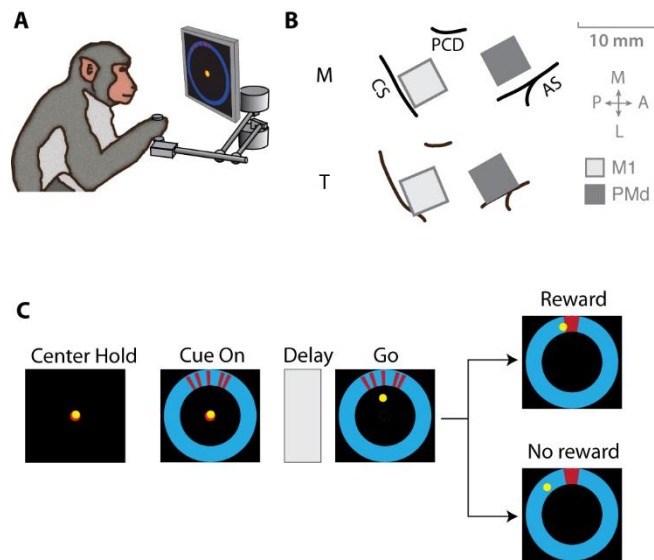 A
B
M
PCD
CS
AS
10 mm
M
P
A
L
T
M1
PMd
C
Center Hold
Cue On
Delay
Go
Reward
No reward